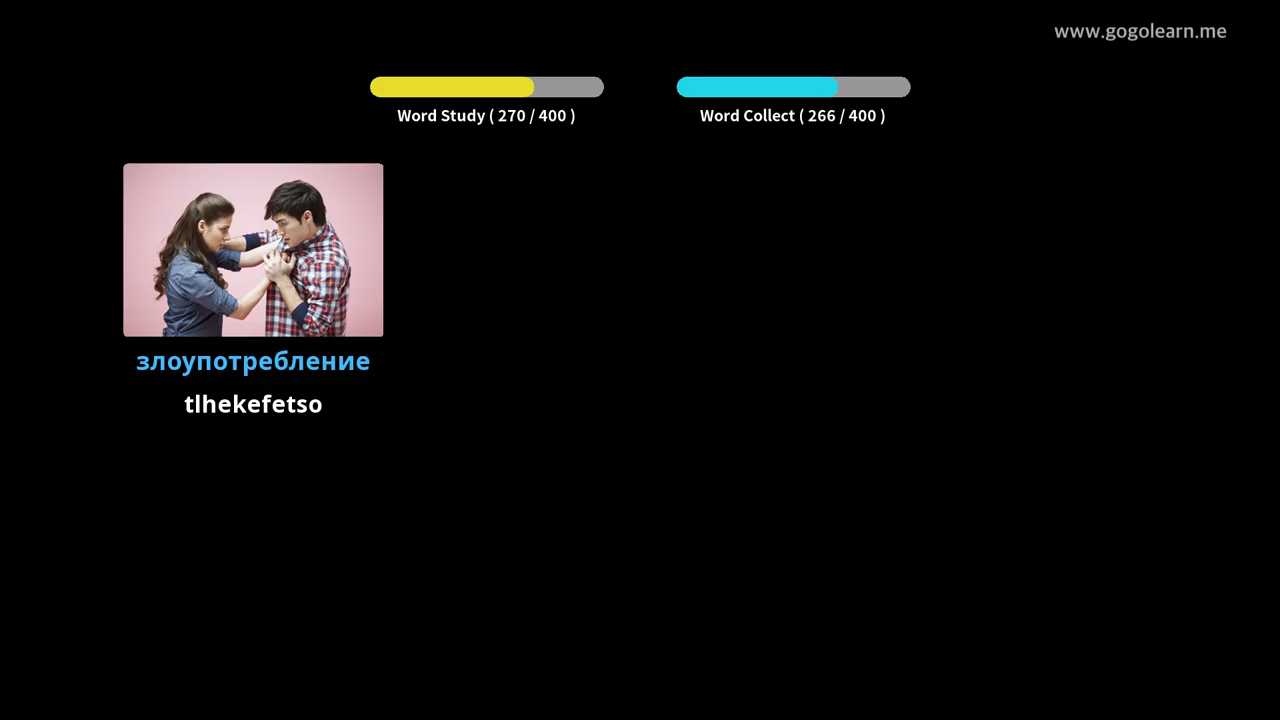 www.gogolearn.me
Word Study ( 270 / 400 )
Word Collect ( 266 / 400 )
злоупотребление
tlhekefetso